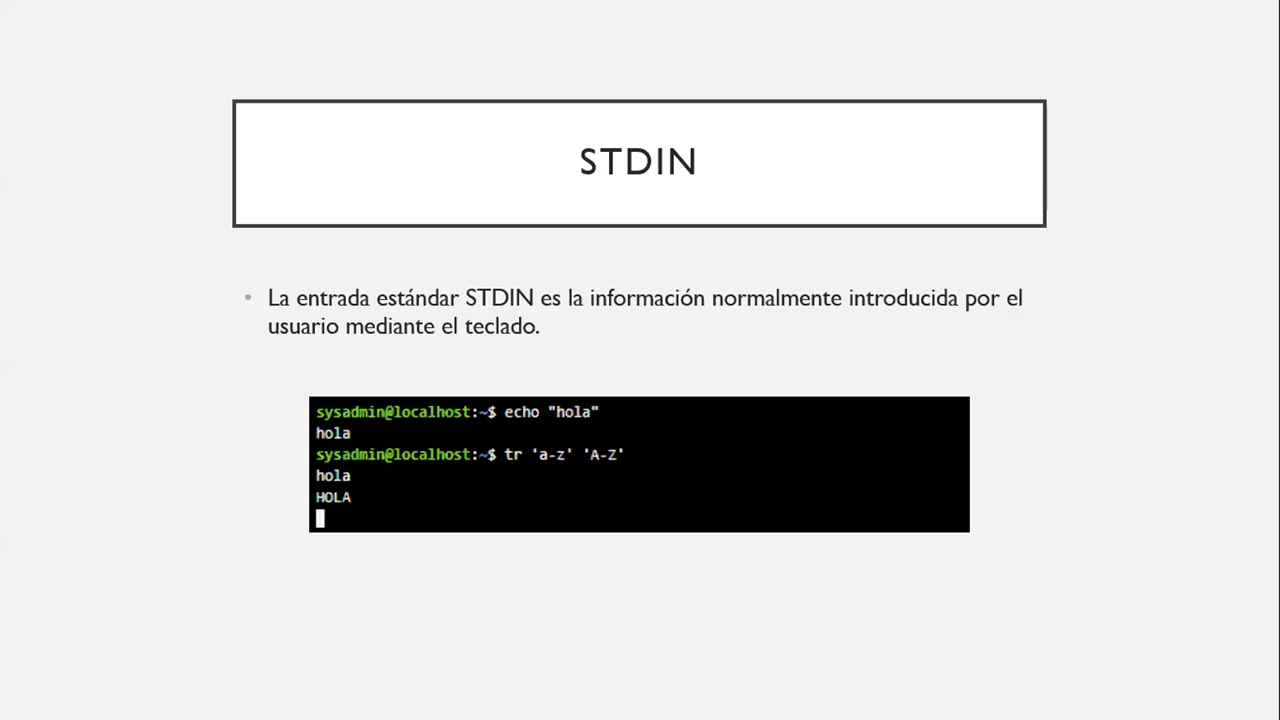 STDIN
• La entrada estándar STDIN es la información normalmente introducida por el
usuario mediante el teclado.
sysadmin@localhost:~$ echo "hola"
hola
sysadmin@localhost:~$ tr 'a-z' 'A-Z'
hola
HOLA